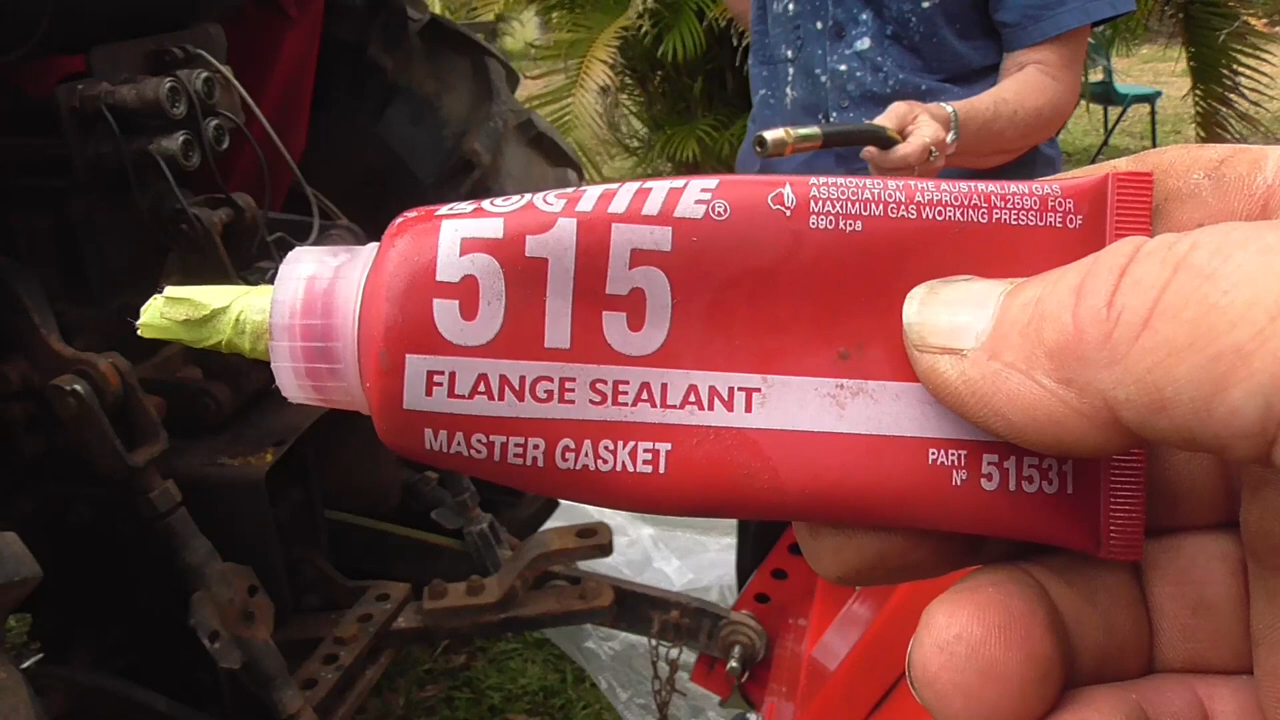 LOCTITE®
515
FLANGE SEALANT
MASTER GASKET
APPROVED BY THE AUSTRALIAN GAS
ASSOCIATION. APPROVAL №2590. FOR
MAXIMUM GAS WORKING PRESSURE OF
690 kpa
PART
Nº 51531